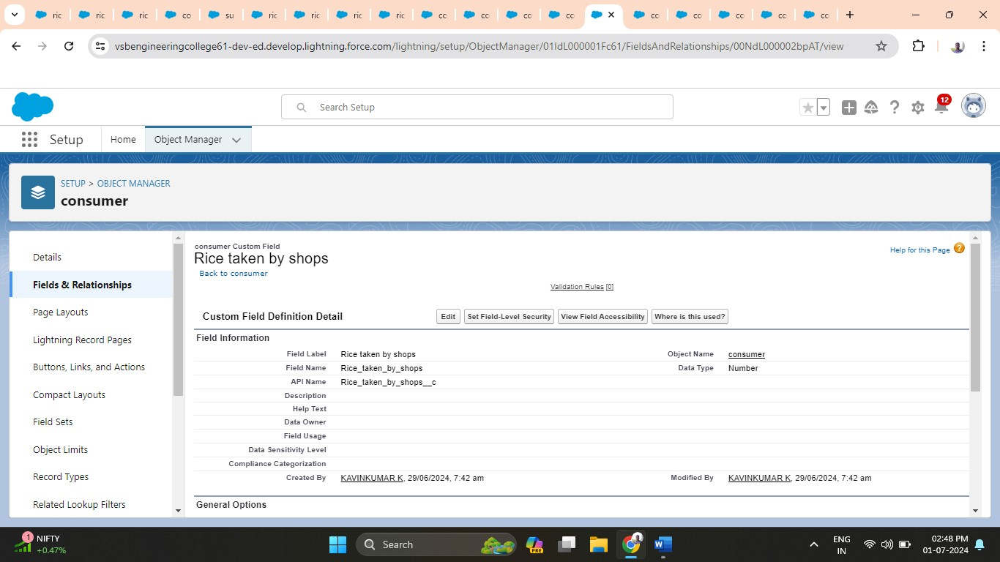 ric
ric
ric
co
su
ric
ric
ric
ric
co
co
co
co
co
co
co
co
co
vsbengineeringcollege61-dev-ed.develop.lightning.force.com/lightning/setup/ObjectManager/01IdL000001Fc61/FieldsAndRelationships/00NdL000002bpAT/view
Search Setup
12
Setup
Home
Object Manager
SETUP > OBJECT MANAGER
consumer
Details
Fields & Relationships
Page Layouts
Lightning Record Pages
Buttons, Links, and Actions
Compact Layouts
Field Sets
Object Limits
Record Types
Related Lookup Filters
consumer Custom Field
Rice taken by shops
Back to consumer
Help for this Page ?
Validation Rules [0]
Custom Field Definition Detail
Edit
Set Field-Level Security
View Field Accessibility
Where is this used?
Field Information
Field Label Rice taken by shops Object Name consumer
Field Name Rice_taken_by_shops Data Type Number
API Name Rice_taken_by_shops__c
Description
Help Text
Data Owner
Field Usage
Data Sensitivity Level
Compliance Categorization
Created By KAVINKUMAR K, 29/06/2024, 7:42 am Modified By KAVINKUMAR K, 29/06/2024, 7:42 am
General Options
1
NIFTY
+0.47%
Search
PRE
ENG
IN
02:48 PM
01-07-2024